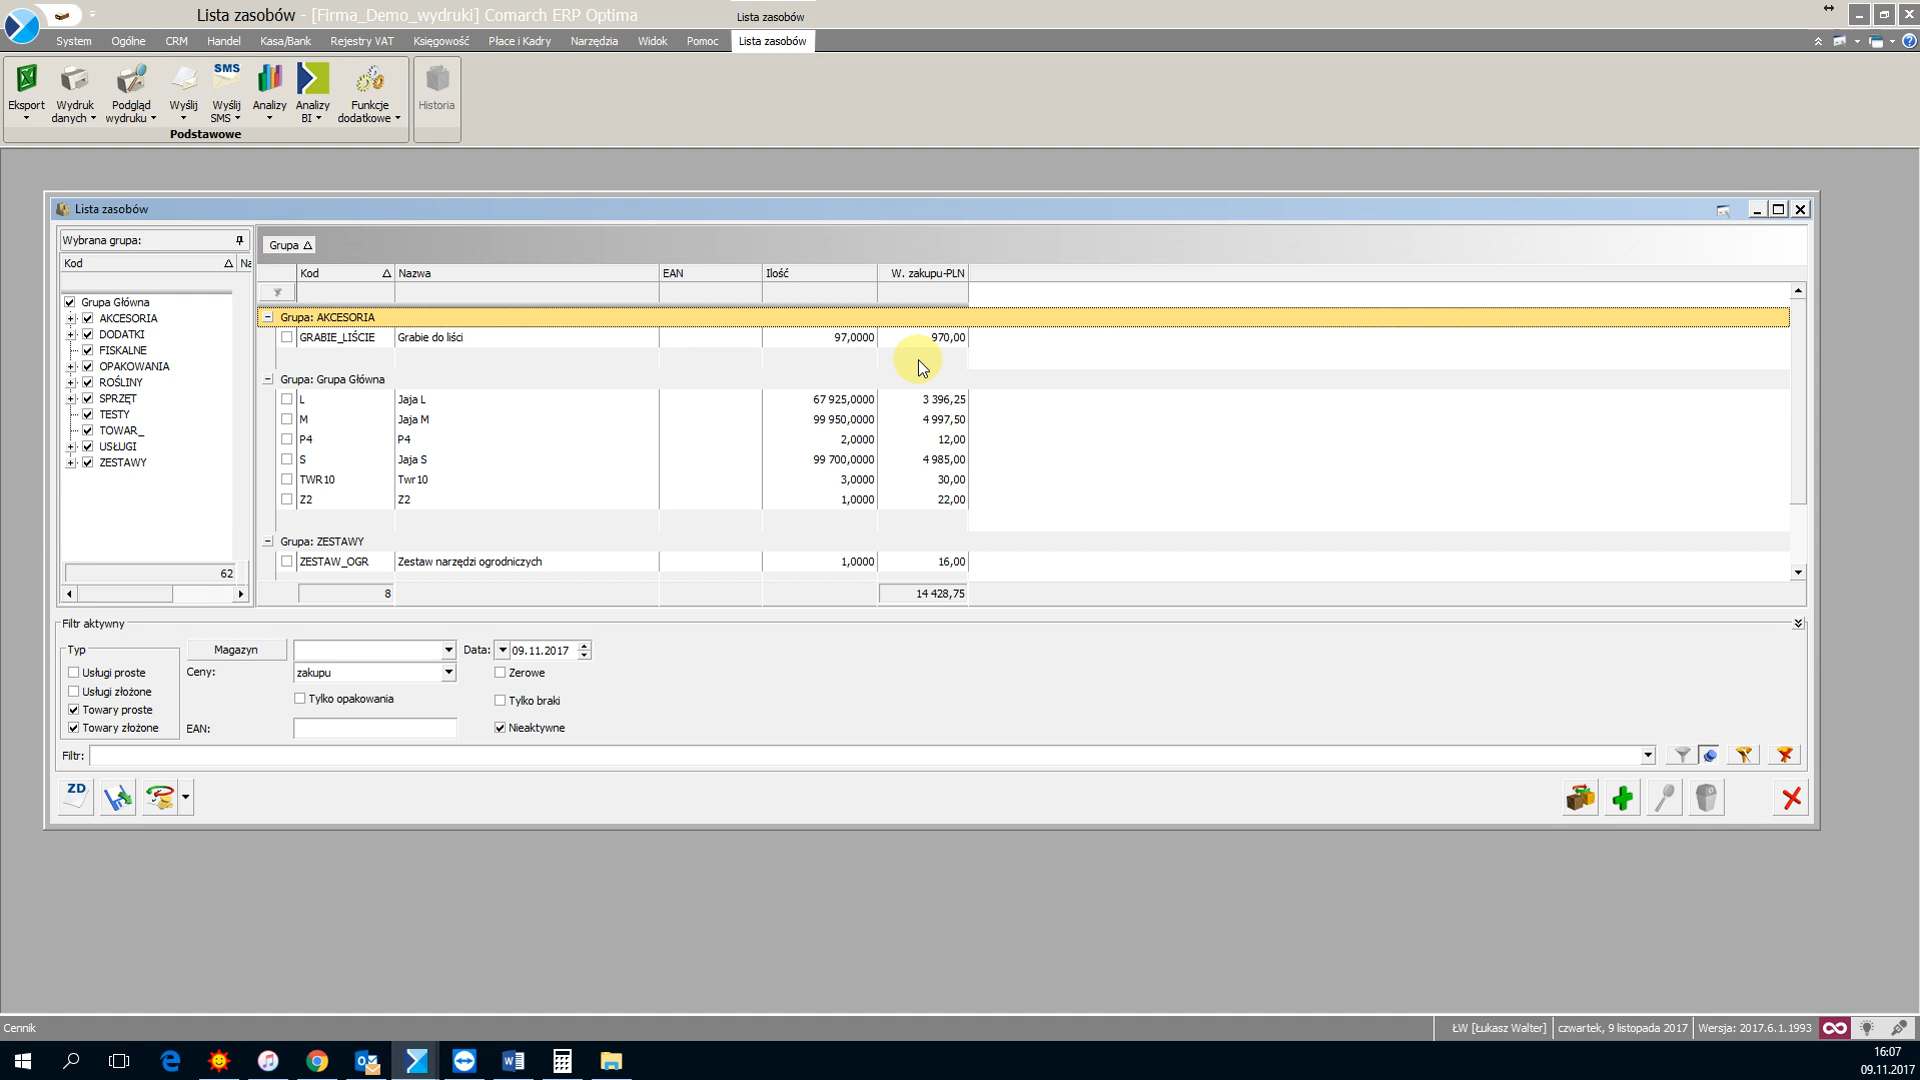 Lista zasobów - [Firma_Demo_wydruki] Comarch ERP Optima
Lista zasobów
System Ogólne CRM Handel Kasa/Bank Rejestry VAT Księgowość Płace i Kadry Narzędzia Widok Pomoc Lista zasobów
Eksport
Wydruk danych
Podgląd wydruku
Wyślij
SMS
Wyślij SMS
Analizy
Analizy BI
Funkcje dodatkowe
Historia
Podstawowe
Lista zasobów
Wybrana grupa:
Kod Na
Grupa Główna
AKCESORIA
DODATKI
FISKALNE
OPAKOWANIA
ROŚLINY
SPRZĘT
TESTY
TOWAR_
USŁUGI
ZESTAWY
62
Grupa
Kod Nazwa EAN Ilość W. zakupu-PLN
Grupa: AKCESORIA
GRABIE_LIŚCIE Grabie do liści 97,0000 970,00
Grupa: Grupa Główna
L Jaja L 67 925,0000 3 396,25
M Jaja M 99 950,0000 4 997,50
P4 P4 2,0000 12,00
S Jaja S 99 700,0000 4 985,00
TWR10 Twr10 3,0000 30,00
Z2 Z2 1,0000 22,00
Grupa: ZESTAWY
ZESTAW_OGR Zestaw narzędzi ogrodniczych 1,0000 16,00
8 14 428,75
Filtr aktywny
Typ
Usługi proste
Usługi złożone
Towary proste
Towary złożone
Magazyn
Data: 09.11.2017
Ceny: zakupu
Zerowe
Tylko opakowania
Tylko braki
EAN:
Nieaktywne
Filtr:
ZD
Cennik
ŁW [Łukasz Walter] czwartek, 9 listopada 2017 Wersja: 2017.6.1.1993
16:07
09.11.2017